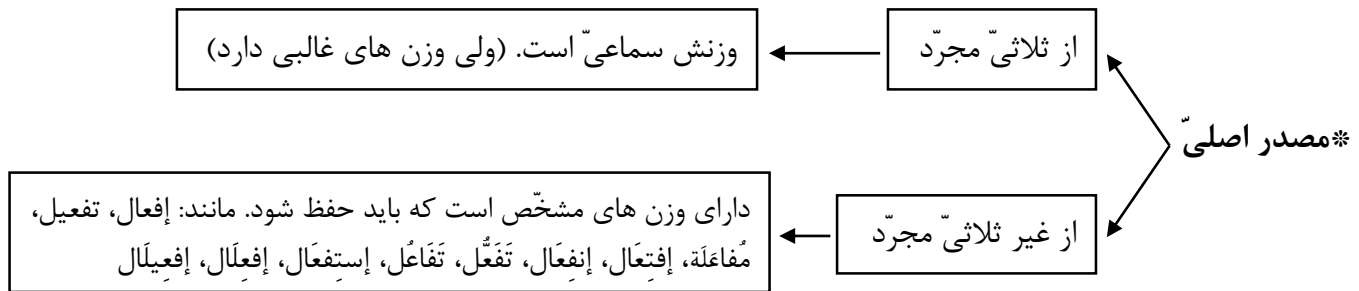 *مصدر اصلیّ
از ثلاثیّ مجرّد
وزنش سماعیّ است. (ولی وزن های غالبی دارد)
از غیر ثلاثیّ مجرّد
دارای وزن های مشخّص است که باید حفظ شود. مانند: إفعال، تفعیل،
مُفاعَلَة، إفتِعَال، إنفِعَال، تَفَعُّل، تَفَاعُل، إستِفعَال، إفعِلَال، إفعِیلَال